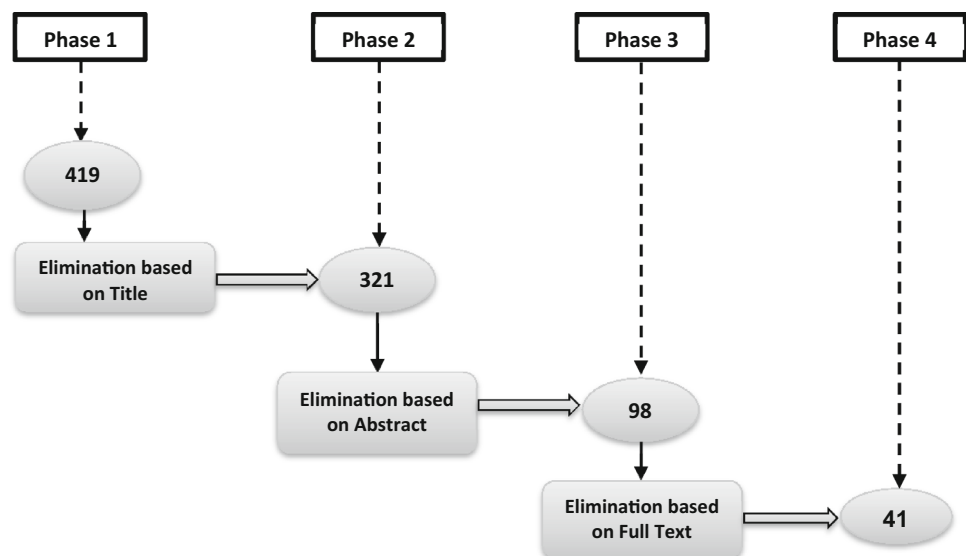 Phase 1
Phase 2
Phase 3
Phase 4
419
Elimination based
on Title
321
Elimination based
on Abstract
98
Elimination based
on Full Text
41